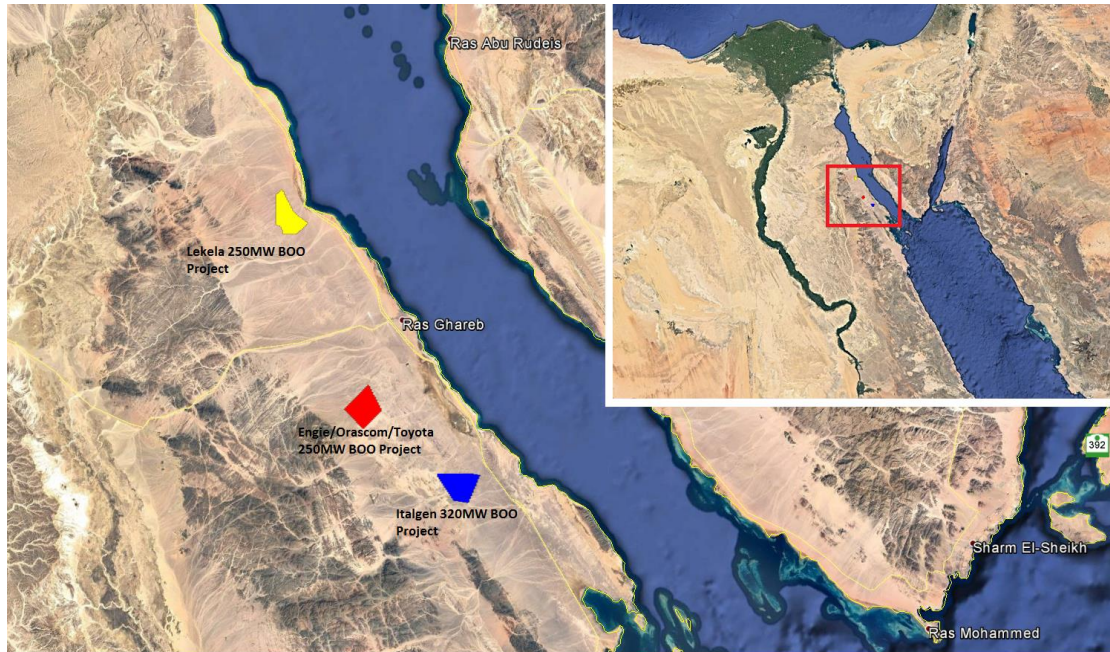 Ras Abu Rudeis
Lekela 250MW BOO
Project
Ras Ghareb
Engie/Orascom/Toyota
250MW BOO Project
Italgen 320MW BOO
Project
392
Sharm El-Sheikh
Ras Mohammed